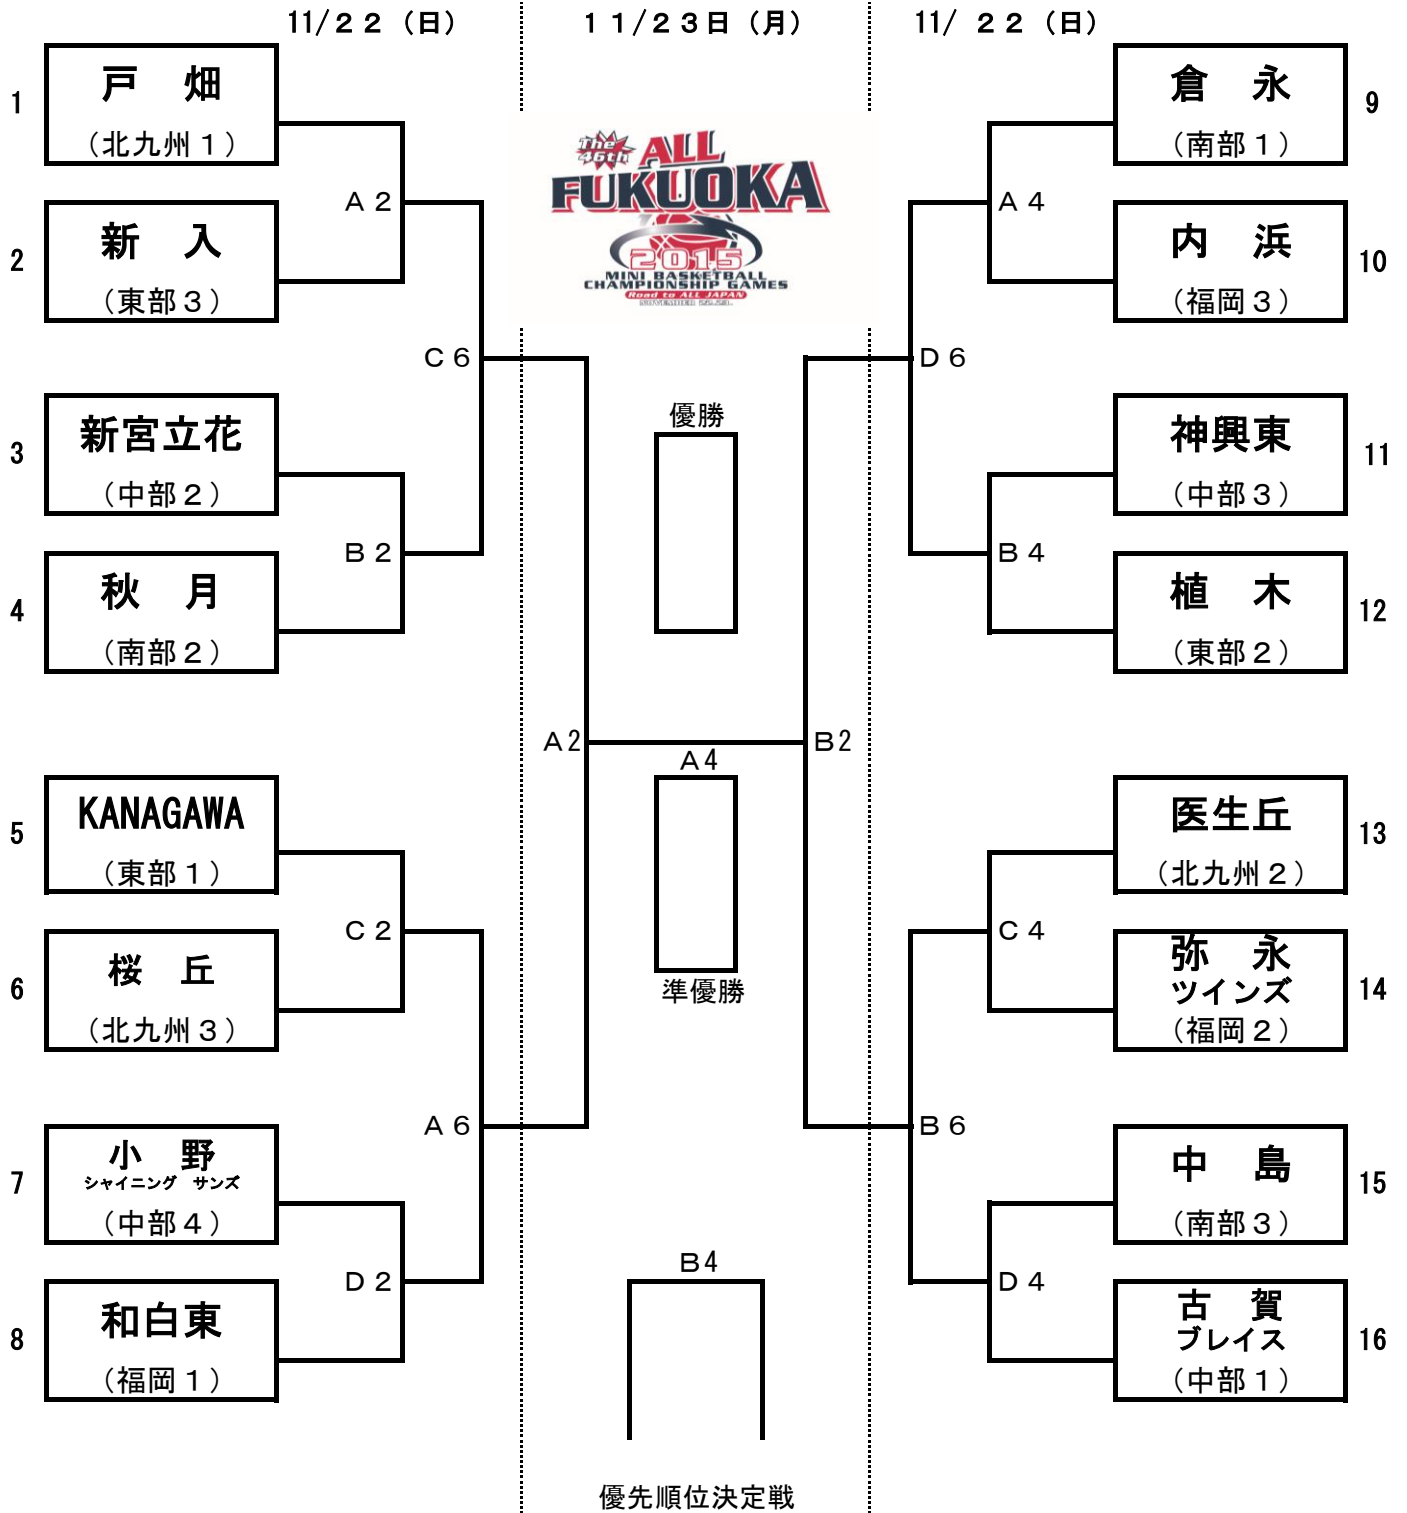 11/２２（日）
１１/２３日（月）
11/ ２２（日）
1
戸　畑
（北九州１）
2
新　入
（東部３）
A２
3
新宮立花
（中部２）
4
秋　月
（南部２）
B２
C６
5
KANAGAWA
（東部１）
6
桜　丘
（北九州３）
C２
7
小　野
シャイニング　サンズ
（中部４）
8
和白東
（福岡１）
D２
A６
The 46th
ALL
FUKUOKA
2015
MINI BASKETBALL
CHAMPIONSHIP GAMES
Road to ALL JAPAN
優勝
A2
A4
B2
準優勝
B4
優先順位決定戦
9
倉　永
（南部１）
10
内　浜
（福岡３）
A４
11
神興東
（中部３）
12
植　木
（東部２）
B４
D６
13
医生丘
（北九州２）
14
弥　永
ツインズ
（福岡２）
C４
15
中　島
（南部３）
16
古　賀
ブレイス
（中部１）
D４
B６